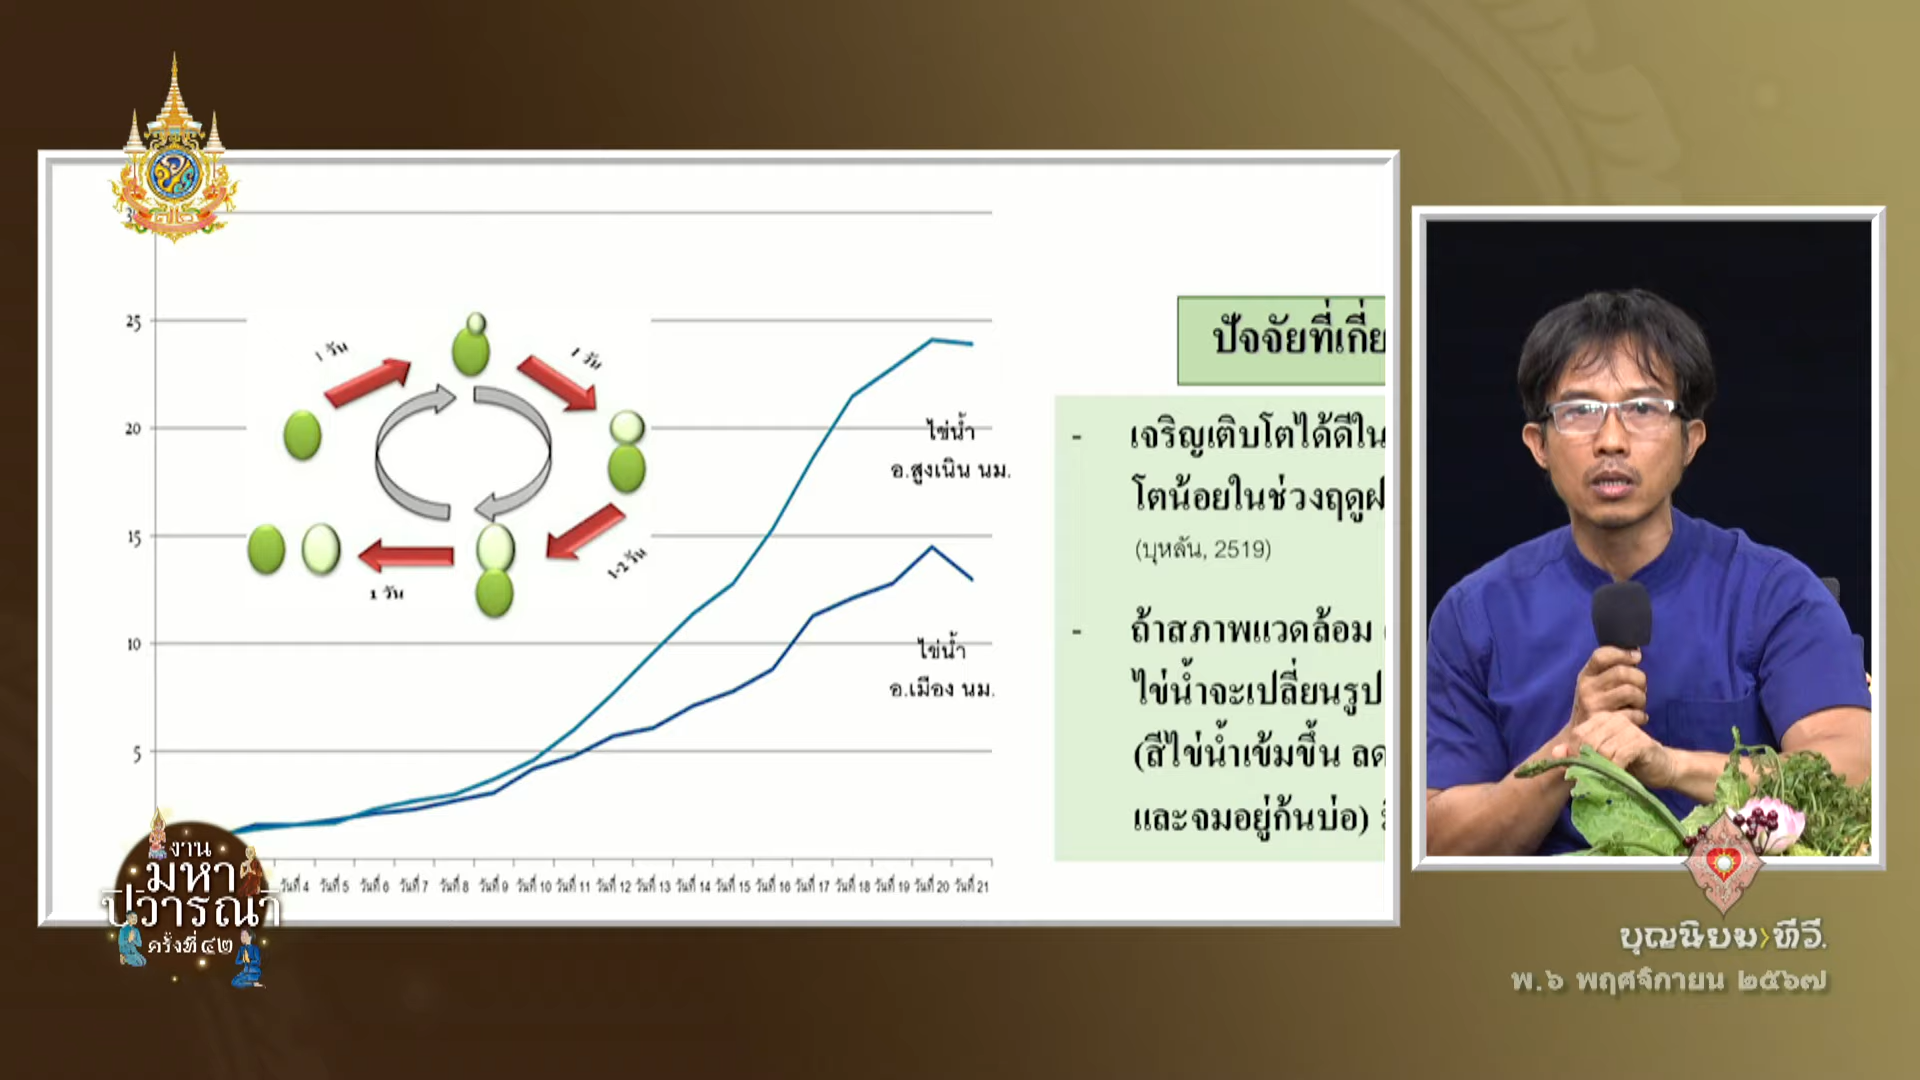 25
20
15
10
5
1 วัน
1 วัน
1-2 วัน
1 วัน
ไข่น้ำ
อ.สูงเนิน นม.
ไข่น้ำ
อ.เมือง นม.
วันที่ 4 วันที่ 5 วันที่ 6 วันที่ 7 วันที่ 8 วันที่ 9 วันที่ 10 วันที่ 11 วันที่ 12 วันที่ 13 วันที่ 14 วันที่ 15 วันที่ 16 วันที่ 17 วันที่ 18 วันที่ 19 วันที่ 20 วันที่ 21
ปัจจัยที่เกี่ย
- เจริญเติบโตได้ดีใน
โตน้อยในช่วงฤดูฝ
(บุหลัน, 2519)
- ถ้าสภาพแวดล้อม
ไข่น้ำจะเปลี่ยนรูป
(สีไข่น้ำเข้มขึ้น ลด
และจมอยู่ก้นบ่อ)
งาน
มหา
ปวารณา
ครั้งที่ ๔๒
บุญนิยม>ทีวี.
พ.๖ พฤศจิกายน ๒๕๖๗